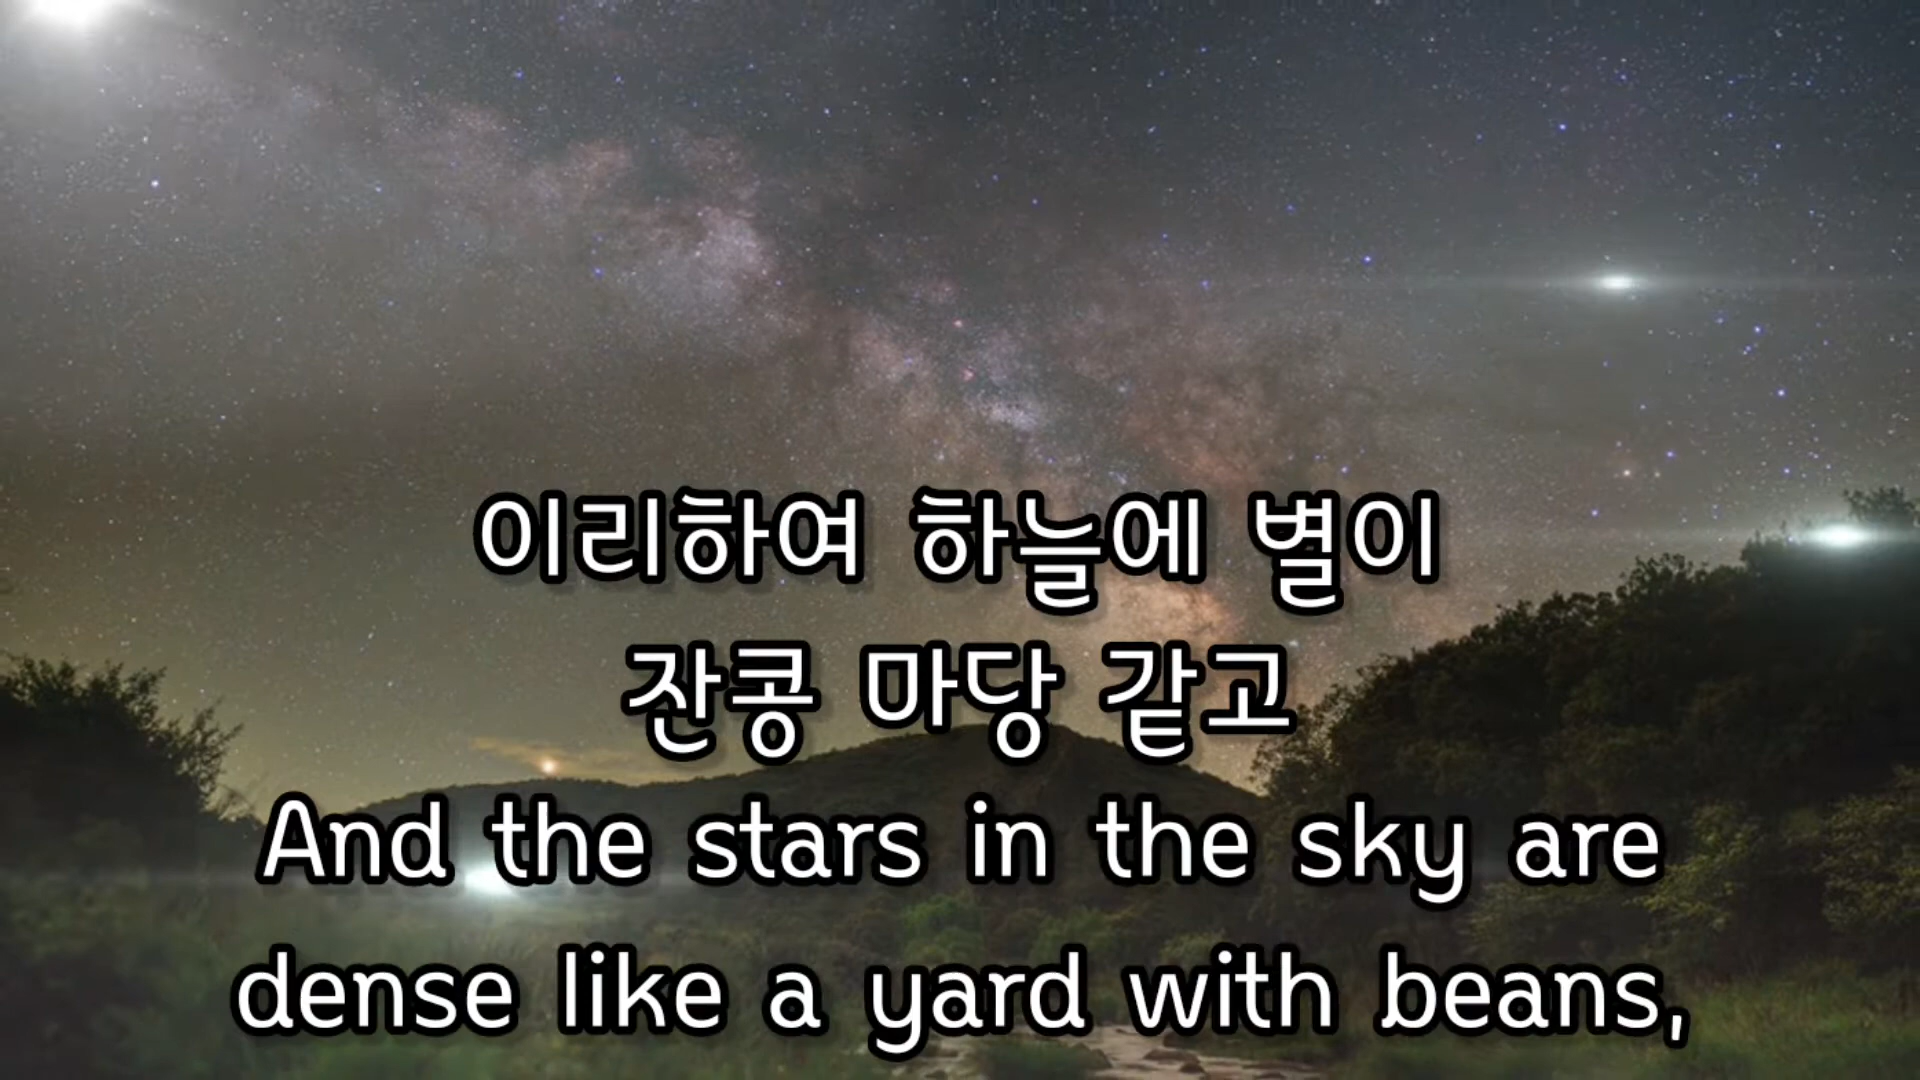 이리하여 하늘에 별이
잔콩 마당 같고
And the stars in the sky are
dense like a yard with beans,